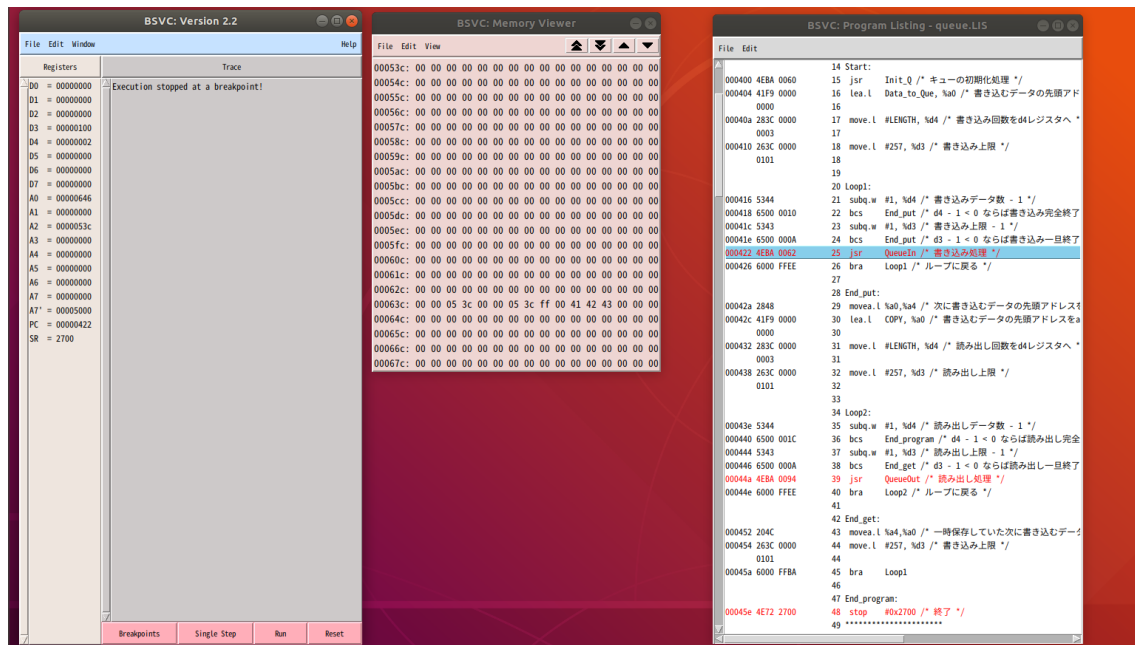 BSVC: Version 2.2
File Edit Window Help
Registers
Trace
D0 = 00000000
D1 = 00000000
D2 = 00000000
D3 = 00000100
D4 = 00000002
D5 = 00000000
D6 = 00000000
D7 = 00000000
A0 = 00000646
A1 = 00000000
A2 = 0000053c
A3 = 00000000
A4 = 00000000
A5 = 00000000
A6 = 00000000
A7 = 00000000
A7' = 00005000
PC = 00000422
SR = 2700
Execution stopped at a breakpoint!
Breakpoints
Single Step
Run
Reset
BSVC: Memory Viewer
File Edit View
00053c: 00 00 00 00 00 00 00 00 00 00 00 00 00 00 00 00
00054c: 00 00 00 00 00 00 00 00 00 00 00 00 00 00 00 00
00055c: 00 00 00 00 00 00 00 00 00 00 00 00 00 00 00 00
00056c: 00 00 00 00 00 00 00 00 00 00 00 00 00 00 00 00
00057c: 00 00 00 00 00 00 00 00 00 00 00 00 00 00 00 00
00058c: 00 00 00 00 00 00 00 00 00 00 00 00 00 00 00 00
00059c: 00 00 00 00 00 00 00 00 00 00 00 00 00 00 00 00
0005ac: 00 00 00 00 00 00 00 00 00 00 00 00 00 00 00 00
0005bc: 00 00 00 00 00 00 00 00 00 00 00 00 00 00 00 00
0005cc: 00 00 00 00 00 00 00 00 00 00 00 00 00 00 00 00
0005dc: 00 00 00 00 00 00 00 00 00 00 00 00 00 00 00 00
0005ec: 00 00 00 00 00 00 00 00 00 00 00 00 00 00 00 00
0005fc: 00 00 00 00 00 00 00 00 00 00 00 00 00 00 00 00
00060c: 00 00 00 00 00 00 00 00 00 00 00 00 00 00 00 00
00061c: 00 00 00 00 00 00 00 00 00 00 00 00 00 00 00 00
00062c: 00 00 00 00 00 00 00 00 00 00 00 00 00 00 00 00
00063c: 00 00 05 3c 00 00 05 3c ff 00 41 42 43 00 00 00
00064c: 00 00 00 00 00 00 00 00 00 00 00 00 00 00 00 00
00065c: 00 00 00 00 00 00 00 00 00 00 00 00 00 00 00 00
00066c: 00 00 00 00 00 00 00 00 00 00 00 00 00 00 00 00
00067c: 00 00 00 00 00 00 00 00 00 00 00 00 00 00 00 00
BSVC: Program Listing - queue.LIS
File Edit
14 Start:
000400 4EBA 0060 15 jsr Init_Q /* キューの初期化処理 */
000404 41F9 0000 16 lea.l Data_to_Que, %a0 /* 書き込むデータの先頭アド
0000 16
00040a 283C 0000 17 move.l #LENGTH, %d4 /* 書き込み回数をd4レジスタへ *
0003 17
000410 263C 0000 18 move.l #257, %d3 /* 書き込み上限 */
0101 18
19
20 Loop1:
000416 5344 21 subq.w #1, %d4 /* 書き込みデータ数 - 1 */
000418 6500 0010 22 bcs End_put /* d4 - 1 < 0 ならば書き込み完全終了
00041c 5343 23 subq.w #1, %d3 /* 書き込み上限 - 1 */
00041e 6500 000A 24 bcs End_put /* d3 - 1 < 0 ならば書き込み一旦終了
000422 4EBA 0062 25 jsr QueueIn /* 書き込み処理 */
000426 6000 FFEE 26 bra Loop1 /* ループに戻る */
27
28 End_put:
00042a 2848 29 movea.l %a0,%a4 /* 次に書き込むデータの先頭アドレスを
00042c 41F9 0000 30 lea.l COPY, %a0 /* 書き込むデータの先頭アドレスをa
0000 30
000432 283C 0000 31 move.l #LENGTH, %d4 /* 読み出し回数をd4レジスタへ *
0003 31
000438 263C 0000 32 move.l #257, %d3 /* 読み出し上限 */
0101 32
33
34 Loop2:
00043e 5344 35 subq.w #1, %d4 /* 読み出しデータ数 - 1 */
000440 6500 001C 36 bcs End_program /* d4 - 1 < 0 ならば読み出し完全
000444 5343 37 subq.w #1, %d3 /* 読み出し上限 - 1 */
000446 6500 000A 38 bcs End_get /* d3 - 1 < 0 ならば読み出し一旦終了
00044a 4EBA 0094 39 jsr QueueOut /* 読み出し処理 */
00044e 6000 FFEE 40 bra Loop2 /* ループに戻る */
41
42 End_get:
000452 204C 43 movea.l %a4,%a0 /* 一時保存していた次に書き込むデー
000454 263C 0000 44 move.l #257, %d3 /* 書き込み上限 */
0101 44
00045a 6000 FFBA 45 bra Loop1
46
47 End_program:
00045e 4E72 2700 48 stop #0x2700 /* 終了 */
49 **********************